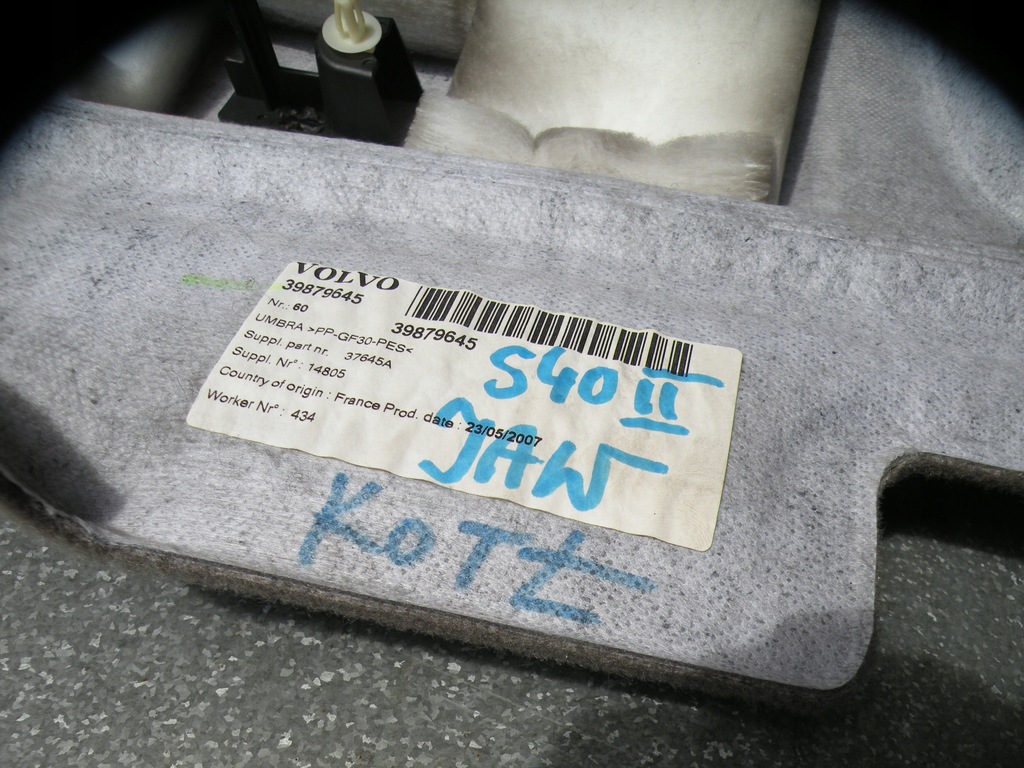 VOLVO
39879645
39879645
Nr.: 60
UMBRA >PP-GF30-PES<
Suppl. part nr. 37645A
Suppl. Nr°: 14805
Country of origin : France Prod. date : 23/05/2007
Worker Nr°: 434
S40 II
JAW
KOTŁ